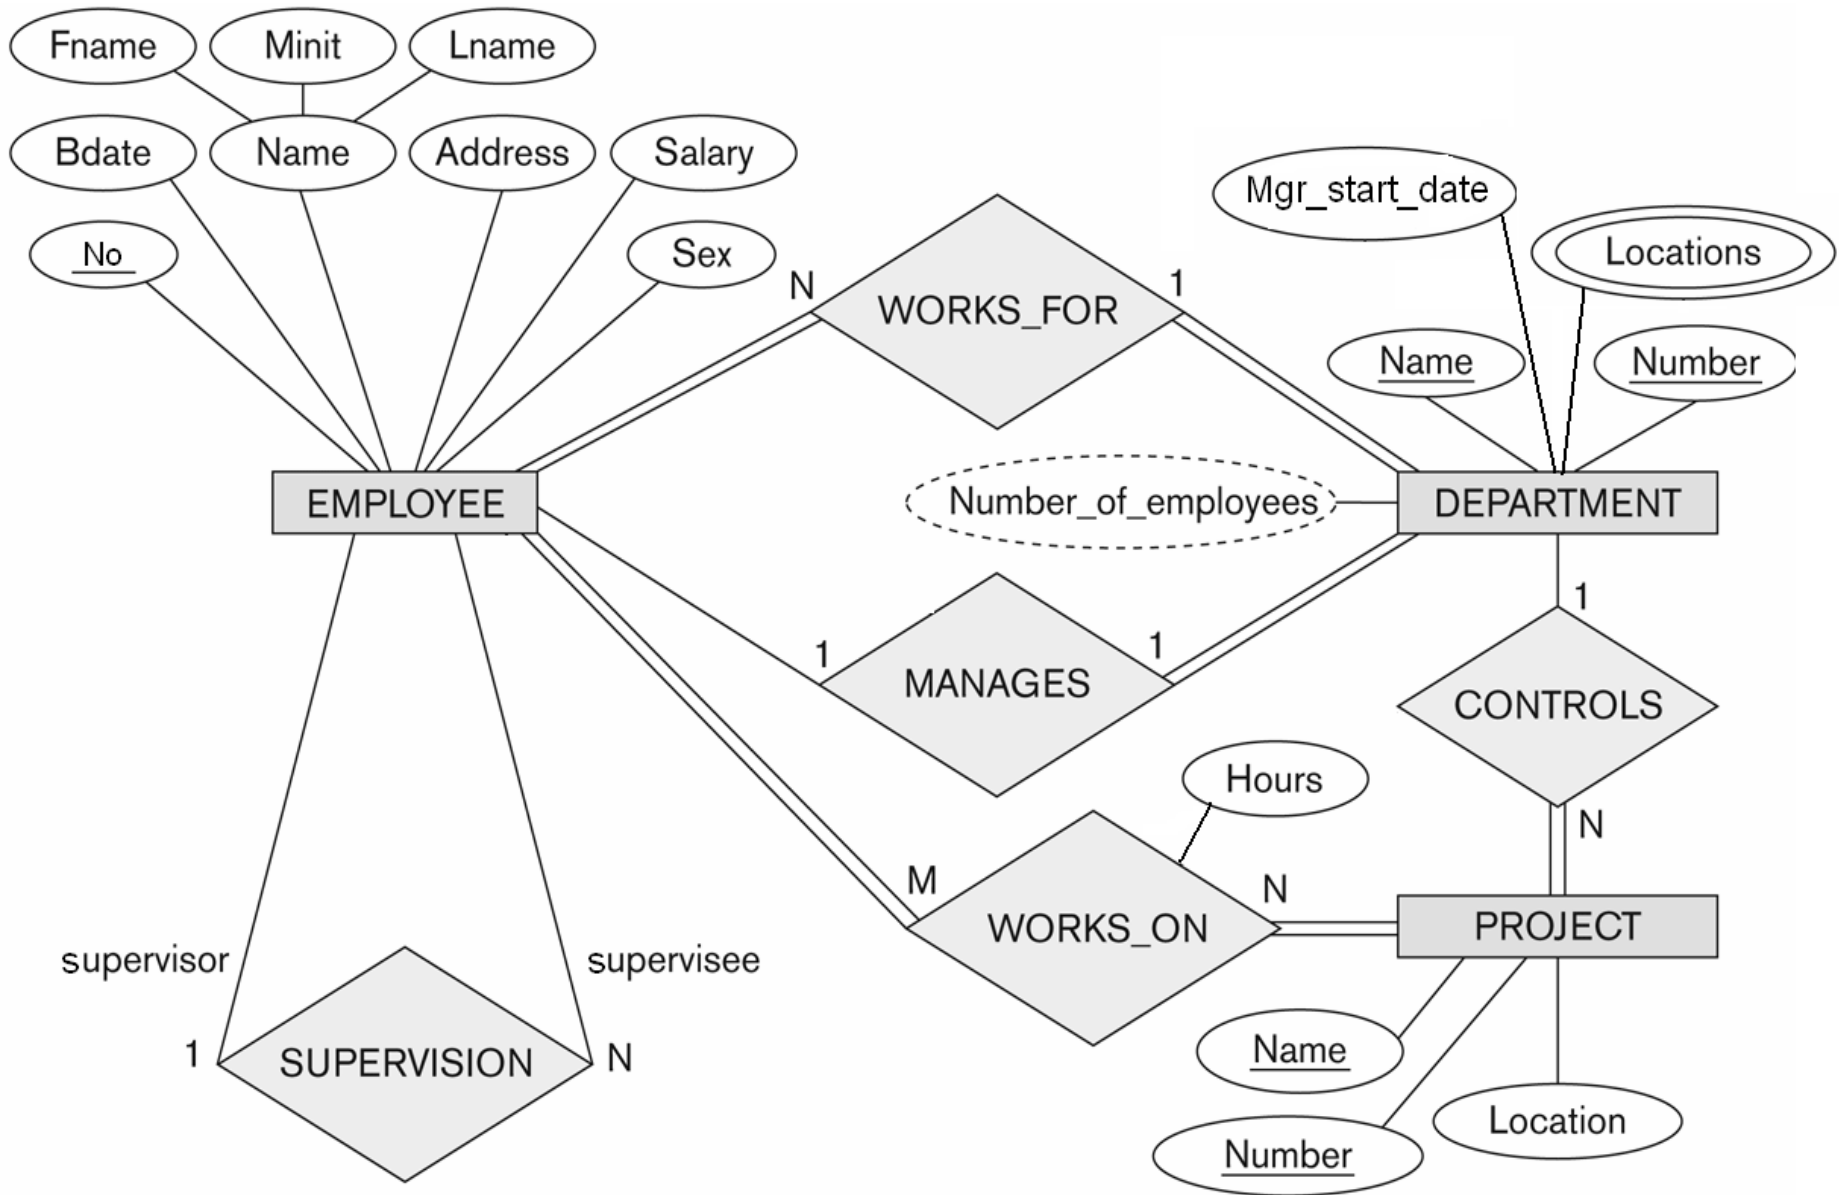 Fname
Minit
Lname
Bdate
Name
Address
Salary
No
Sex
Mgr_start_date
Locations
Name
Number
N
WORKS_FOR
1
EMPLOYEE
Number_of_employees
DEPARTMENT
1
MANAGES
1
1
CONTROLS
N
Hours
M
WORKS_ON
N
PROJECT
supervisor
supervisee
1
SUPERVISION
N
Name
Number
Location